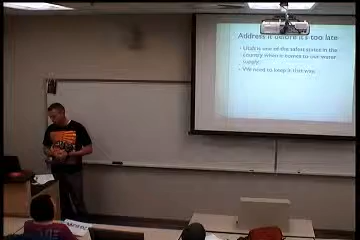 Address it before it's too late
Utah is one of the safest states in the
country when it comes to our water
supply.
We need to keep it that way.